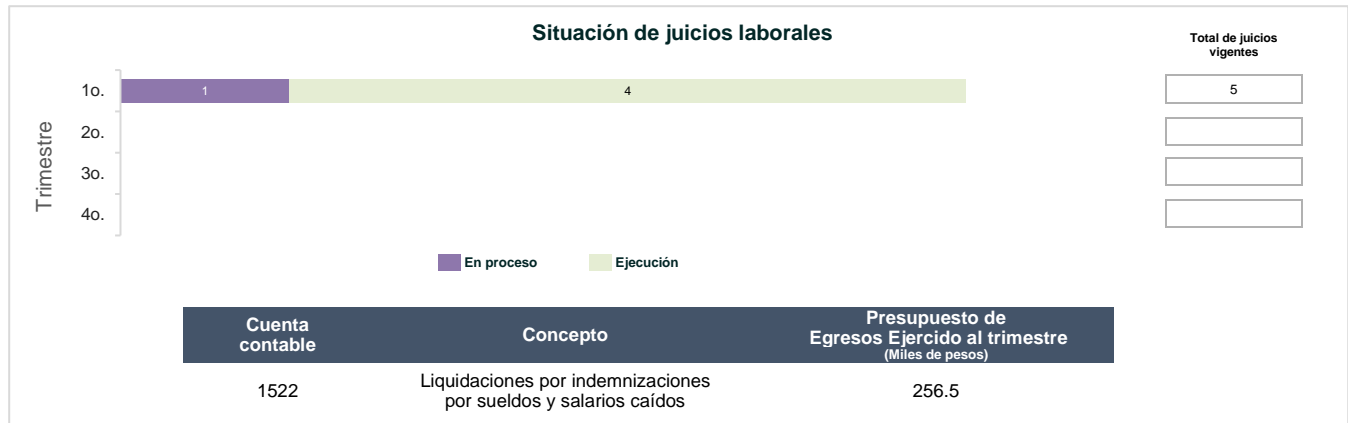 Situación de juicios laborales
Total de juicios
vigentes
Trimestre
1o.
1
4
5
2o.
3o.
4o.
En proceso
Ejecución
Cuenta
contable
Concepto
Presupuesto de
Egresos Ejercido al trimestre
(Miles de pesos)
1522
Liquidaciones por indemnizaciones
por sueldos y salarios caídos
256.5